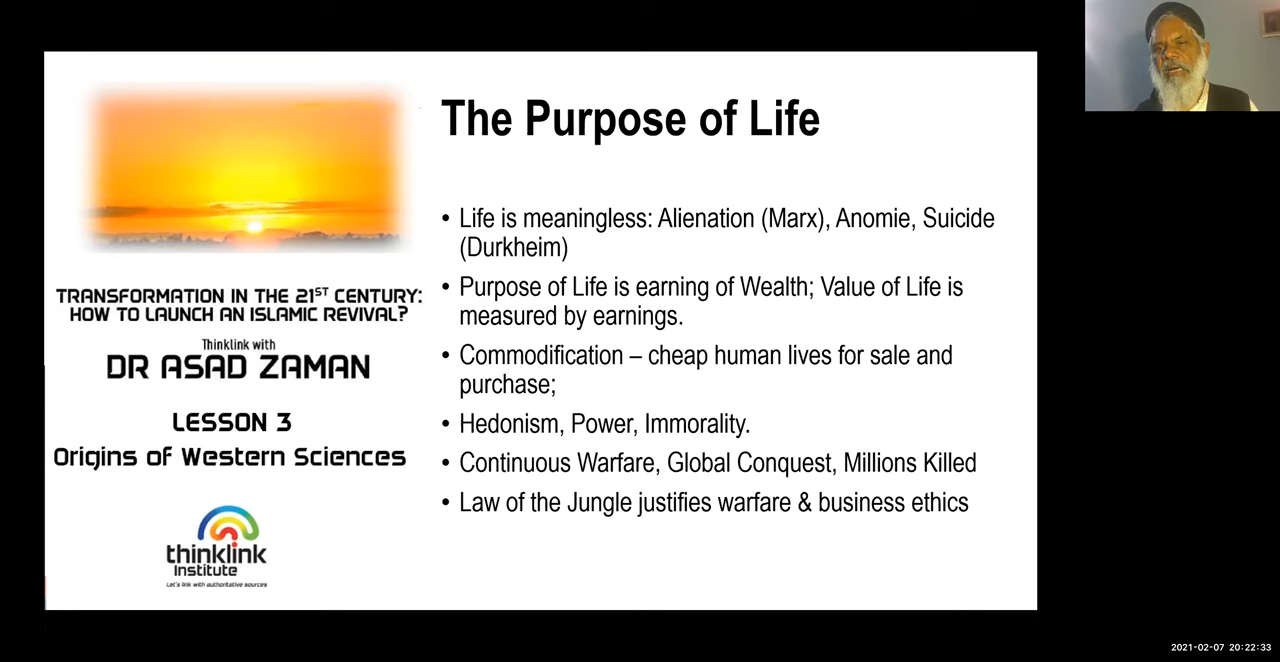 The Purpose of Life
• Life is meaningless: Alienation (Marx), Anomie, Suicide
(Durkheim)
• Purpose of Life is earning of Wealth; Value of Life is
measured by earnings.
• Commodification – cheap human lives for sale and
purchase;
• Hedonism, Power, Immorality.
• Continuous Warfare, Global Conquest, Millions Killed
• Law of the Jungle justifies warfare & business ethics
TRANSFORMATION IN THE 21ST CENTURY:
HOW TO LAUNCH AN ISLAMIC REVIVAL?
Thinklink with
DR ASAD ZAMAN
LESSON 3
Origins of Western Sciences
thinklink
Institute
Let's link with authoritative sources
2021-02-07 20:22:33